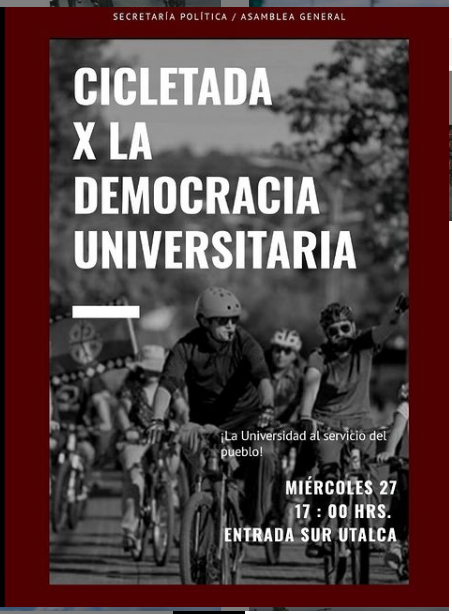 SECRETARÍA POLÍTICA / ASAMBLEA GENERAL
CICLETADA
X LA
DEMOCRACIA
UNIVERSITARIA
¡La Universidad al servicio del
pueblo!
MIÉRCOLES 27
17 : 00 HRS.
ENTRADA SUR UTALCA